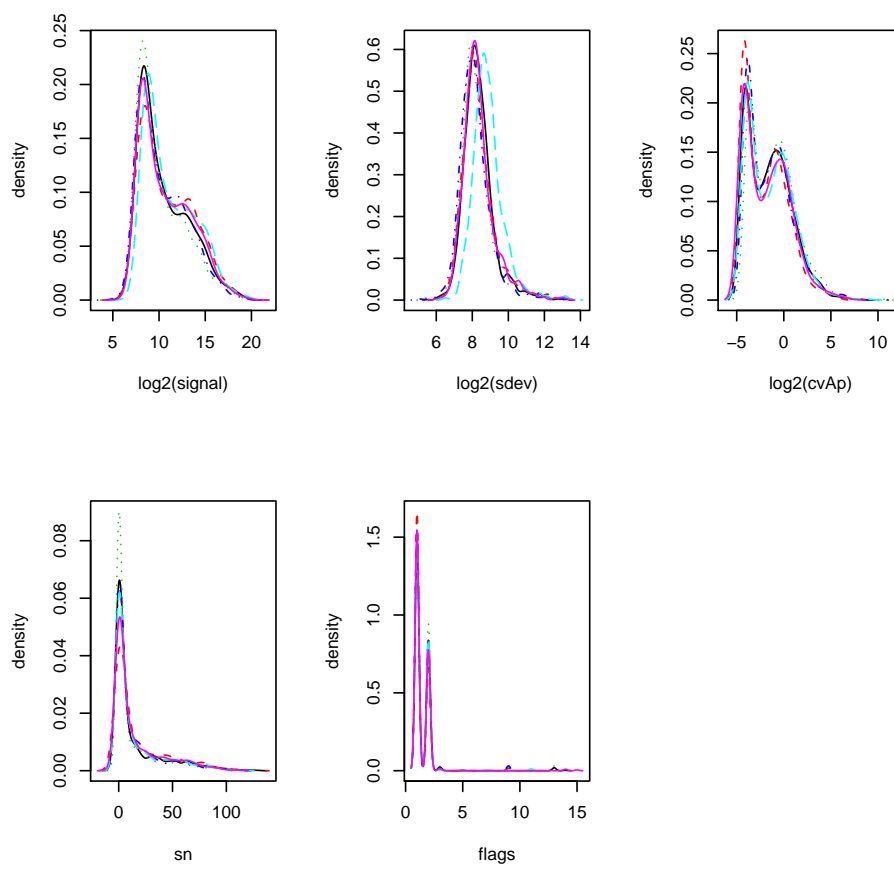 0.00 0.05 0.10 0.15 0.20 0.25
density
5 10 15 20
log2(signal)
0.0 0.1 0.2 0.3 0.4 0.5 0.6
density
6 8 10 12 14
log2(sdev)
0.00 0.05 0.10 0.15 0.20 0.25
density
−5 0 5 10
log2(cvAp)
0.00 0.02 0.04 0.06 0.08
density
0 50 100
sn
0.0 0.5 1.0 1.5
density
0 5 10 15
flags